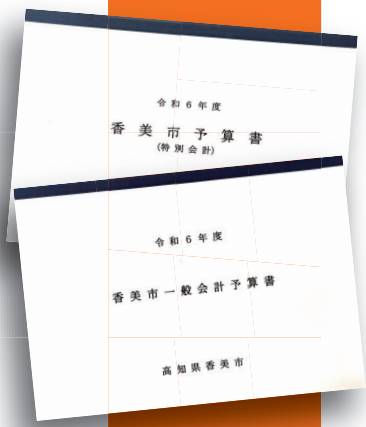 令和6年度
香美市予算書
(特別会計)
令和6年度
香美市一般会計予算書
高知県香美市